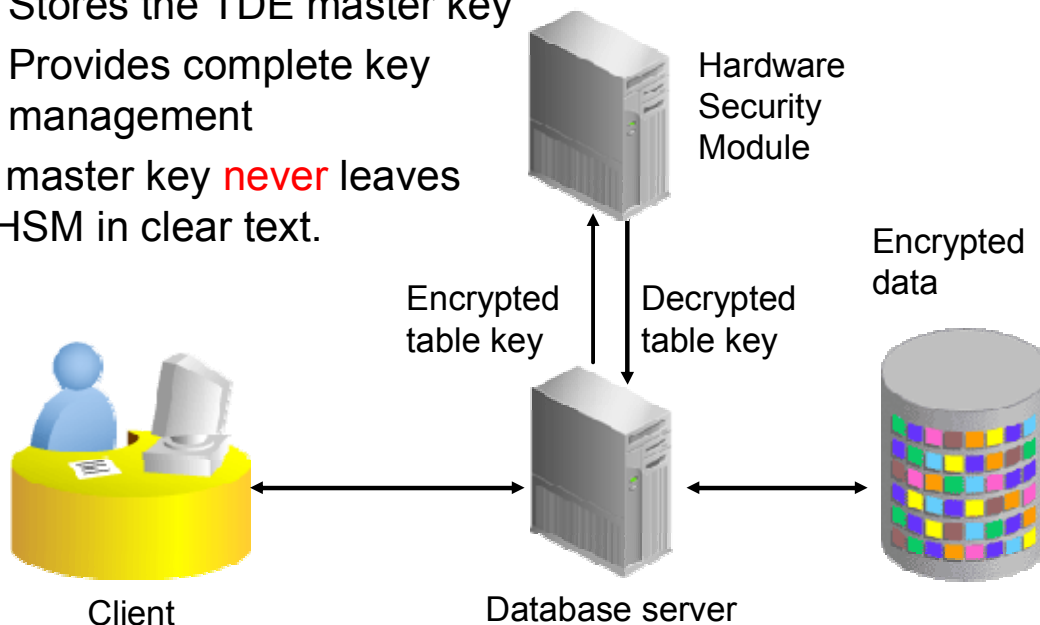 Stores the TDE master key
Provides complete key
management
master key never leaves
HSM in clear text.
Hardware
Security
Module
Encrypted
data
Encrypted
table key
Decrypted
table key
Client
Database server